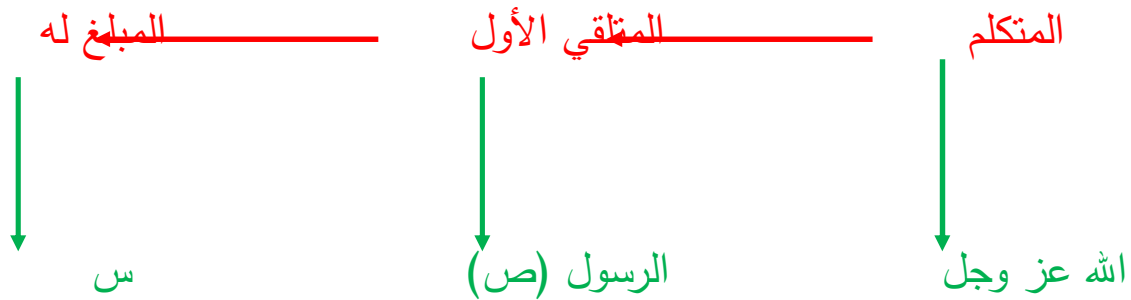 المتكلم المتلقي الأول المبلغ له
الله عز وجل الرسول (ص) س